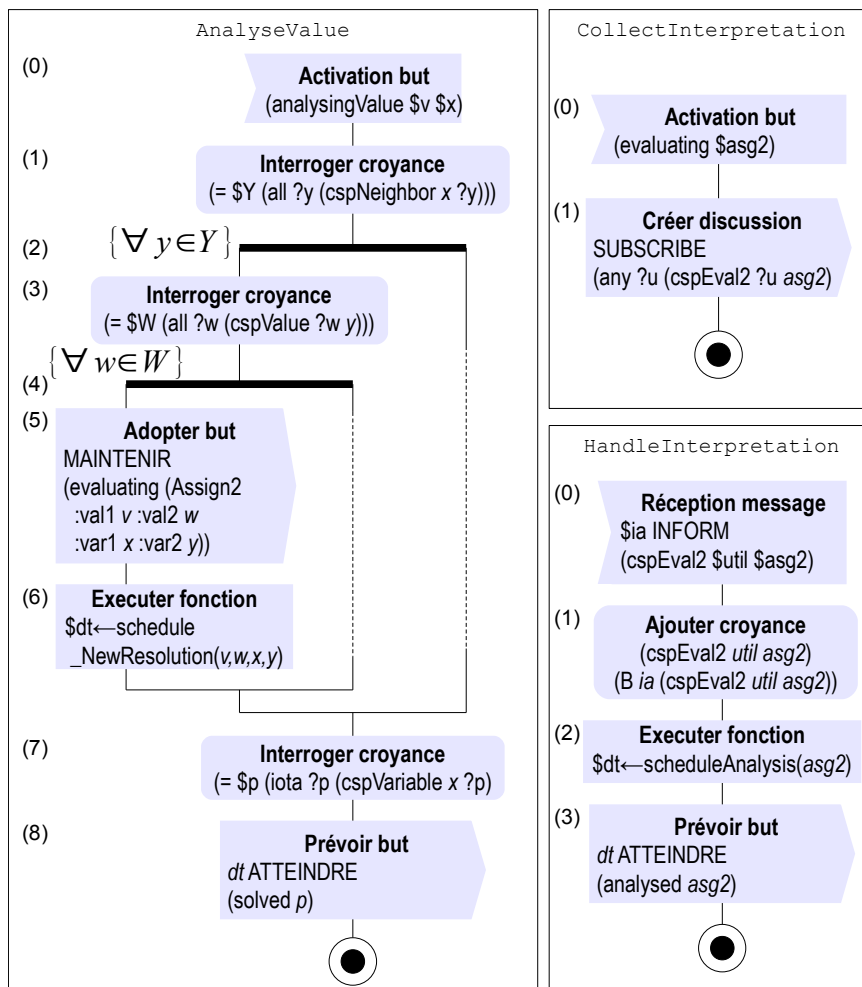 AnalyseValue
(0)
Activation but
(analysingValue $v $x)
(1)
Interroger croyance
(= $Y (all ?y (cspNeighbor x ?y)))
(2)
{∀ y∈Y}
(3)
Interroger croyance
(= $W (all ?w (cspValue ?w y)))
{∀ w∈W}
(4)
(5)
Adopter but
MAINTENIR
(evaluating (Assign2
:val1 v :val2 w
:var1 x :var2 y))
(6)
Executer fonction
$dt←schedule
_NewResolution(v,w,x,y)
(7)
Interroger croyance
(= $p (iota ?p (cspVariable x ?p)
(8)
Prévoir but
dt ATTEINDRE
(solved p)
CollectInterpretation
(0)
Activation but
(evaluating $asg2)
(1)
Créer discussion
SUBSCRIBE
(any ?u (cspEval2 ?u asg2)
HandleInterpretation
(0)
Réception message
$ia INFORM
(cspEval2 $util $asg2)
(1)
Ajouter croyance
(cspEval2 util asg2)
(B ia (cspEval2 util asg2))
(2)
Executer fonction
$dt←scheduleAnalysis(asg2)
(3)
Prévoir but
dt ATTEINDRE
(analysed asg2)